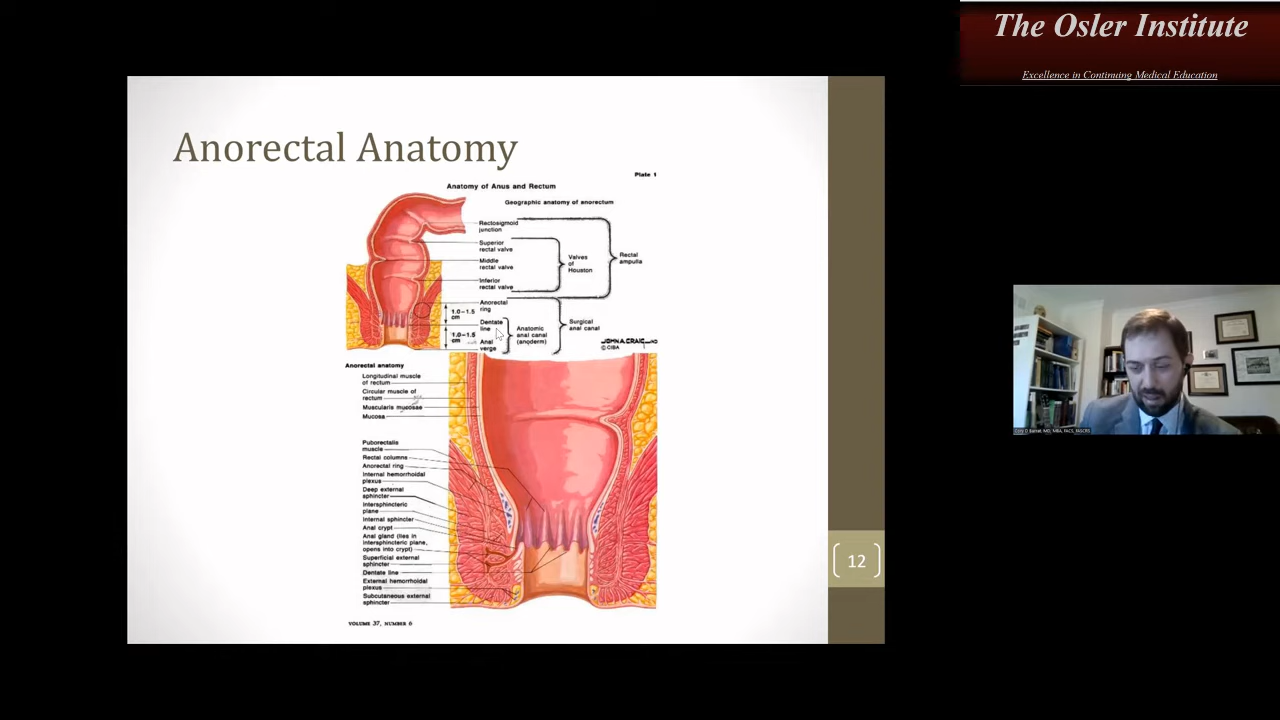 The Osler Institute
Excellence in Continuing Medical Education
Anorectal Anatomy
Plate 1
Anatomy of Anus and Rectum
Geographic anatomy of anorectum
Rectosigmoid
junction
Superior
rectal valve
Middle
rectal valve
Inferior
rectal valve
Valves
of
Houston
Rectal
ampulla
Anorectal
ring
1.0–1.5
cm
Dentate
line
1.0–1.5
cm
Anal
verge
Anatomic
anal canal
(anoderm)
Surgical
anal canal
JOHN A. CRAIG MD
© CIBA
Anorectal anatomy
Longitudinal muscle
of rectum
Circular muscle of
rectum
Muscularis mucosae
Mucosa
Puborectalis
muscle
Rectal columns
Anorectal ring
Internal hemorrhoidal
plexus
Deep external
sphincter
Intersphincteric
plane
Internal sphincter
Anal crypt
Anal gland (lies in
intersphincteric plane,
opens into crypt)
Superficial external
sphincter
Dentate line
External hemorrhoidal
plexus
Subcutaneous external
sphincter
VOLUME 37, NUMBER 6
12